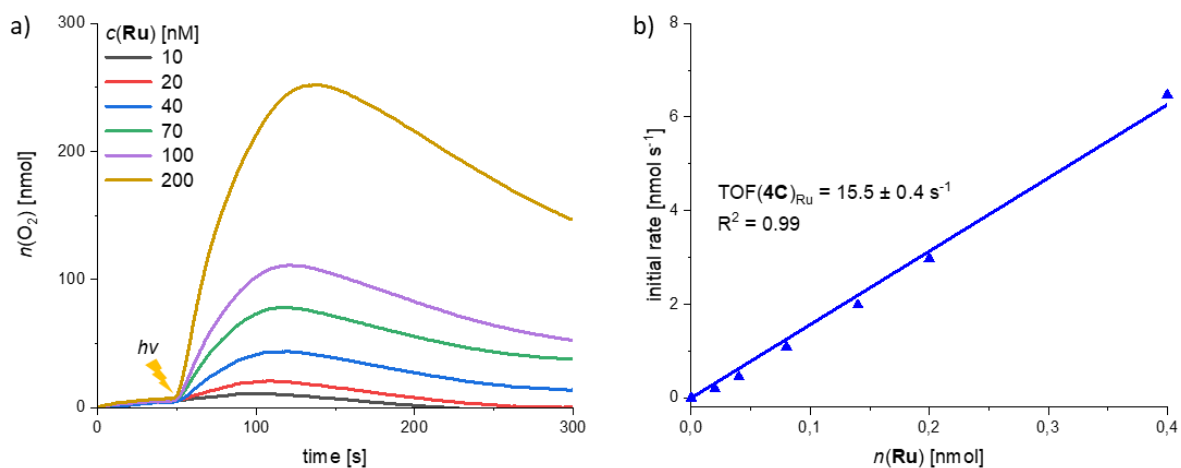 a)
c(Ru) [nM]
10
20
40
70
100
200
n(O₂) [nmol]
300
200
100
0
hv
0
100
200
300
time [s]
b)
initial rate [nmol s⁻¹]
8
6
4
2
0
TOF(4C)Ru = 15.5 ± 0.4 s⁻¹
R² = 0.99
0,0
0,1
0,2
0,3
0,4
n(Ru) [nmol]